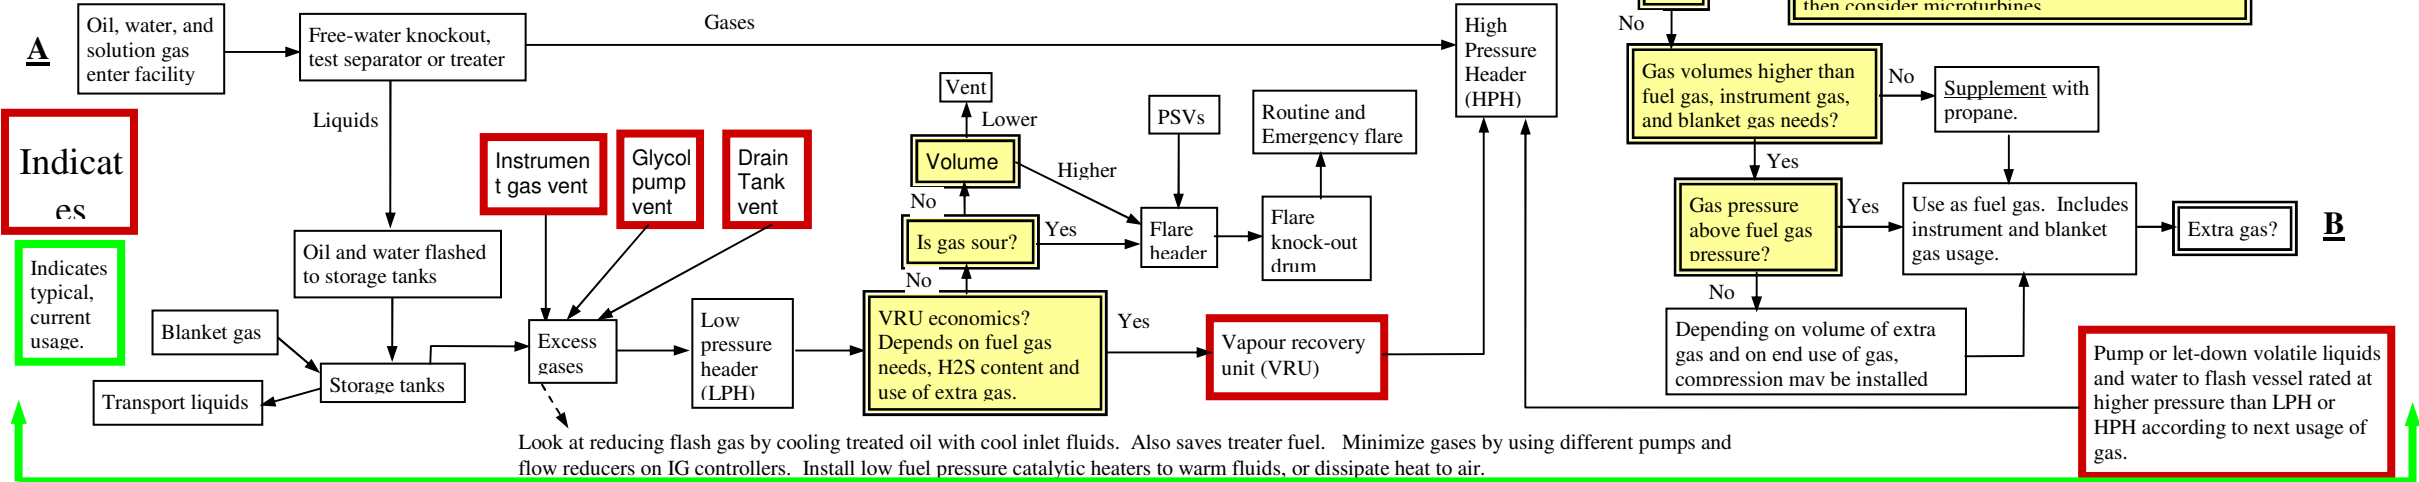 A
Oil, water, and
solution gas
enter facility
Free-water knockout,
test separator or treater
Gases
High
Pressure
Header
(HPH)
Liquids
Indicat
es
Indicates
typical,
current
usage.
Instrumen
t gas vent
Glycol
pump
vent
Drain
Tank
vent
Oil and water flashed
to storage tanks
Blanket gas
Transport liquids
Storage tanks
Excess
gases
Low
pressure
header
(LPH)
VRU economics?
Depends on fuel gas
needs, H2S content and
use of extra gas.
No
Is gas sour?
Yes
No
Volume
Lower
Vent
Higher
PSVs
Flare
header
Flare
knock-out
drum
Routine and
Emergency flare
Yes
Vapour recovery
unit (VRU)
Look at reducing flash gas by cooling treated oil with cool inlet fluids.  Also saves treater fuel.   Minimize gases by using different pumps and
flow reducers on IG controllers.  Install low fuel pressure catalytic heaters to warm fluids, or dissipate heat to air.
then consider microturbines
No
Gas volumes higher than
fuel gas, instrument gas,
and blanket gas needs?
No
Supplement with
propane.
Yes
Gas pressure
above fuel gas
pressure?
Yes
Use as fuel gas.  Includes
instrument and blanket
gas usage.
Extra gas?
B
No
Depending on volume of extra
gas and on end use of gas,
compression may be installed
Pump or let-down volatile liquids
and water to flash vessel rated at
higher pressure than LPH or
HPH according to next usage of
gas.